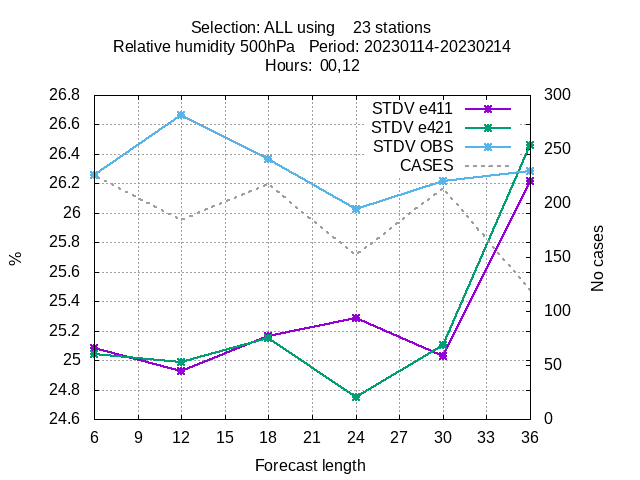 Selection: ALL using    23 stations
Relative humidity 500hPa   Period: 20230114-20230214
Hours:  00,12
26.8
26.6
26.4
26.2
26
25.8
25.6
25.4
25.2
25
24.8
24.6
%
STDV e411
STDV e421
STDV OBS
CASES
300
250
200
150
100
50
0
No cases
6 9 12 15 18 21 24 27 30 33 36
Forecast length